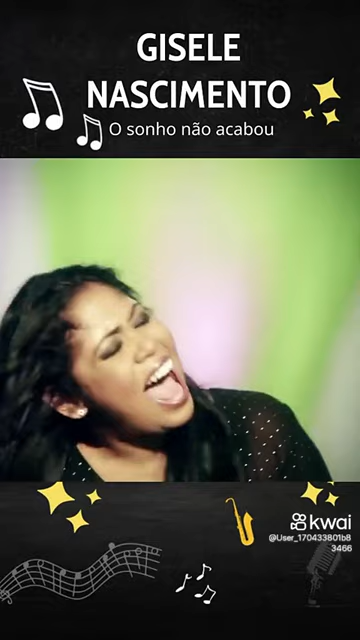 GISELE
NASCIMENTO
O sonho não acabou
kwai
@User_170433801b8
3466